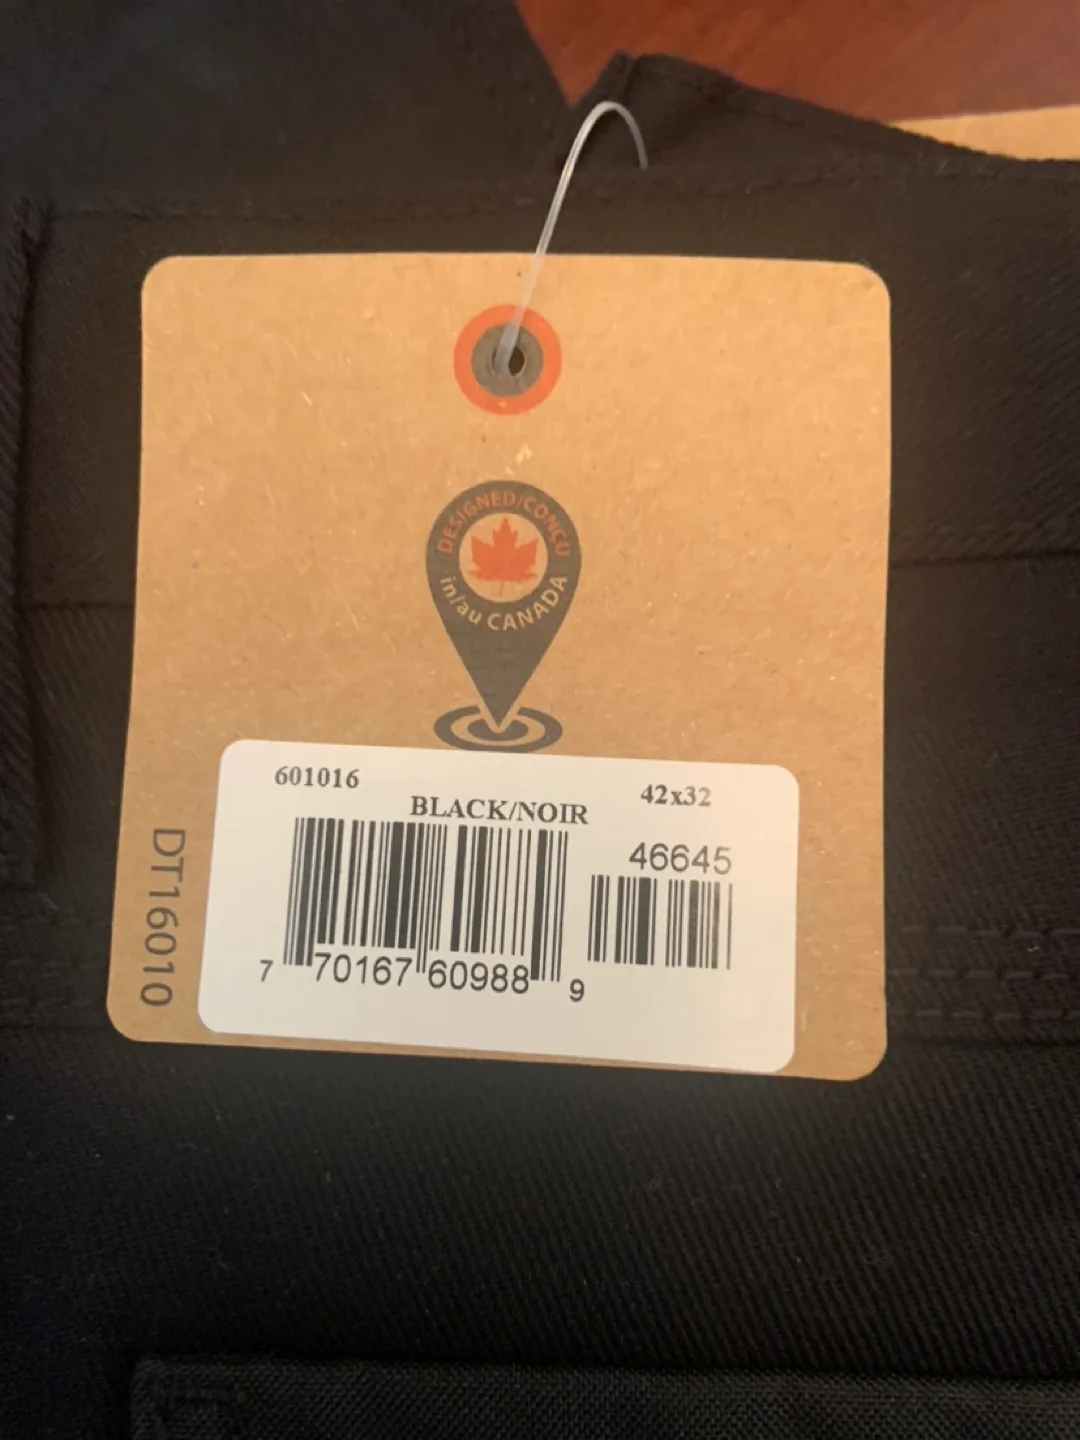 DESIGNED/CONÇU
in/au CANADA
601016
42x32
BLACK/NOIR
46645
7 70167 60988 9
DT16010